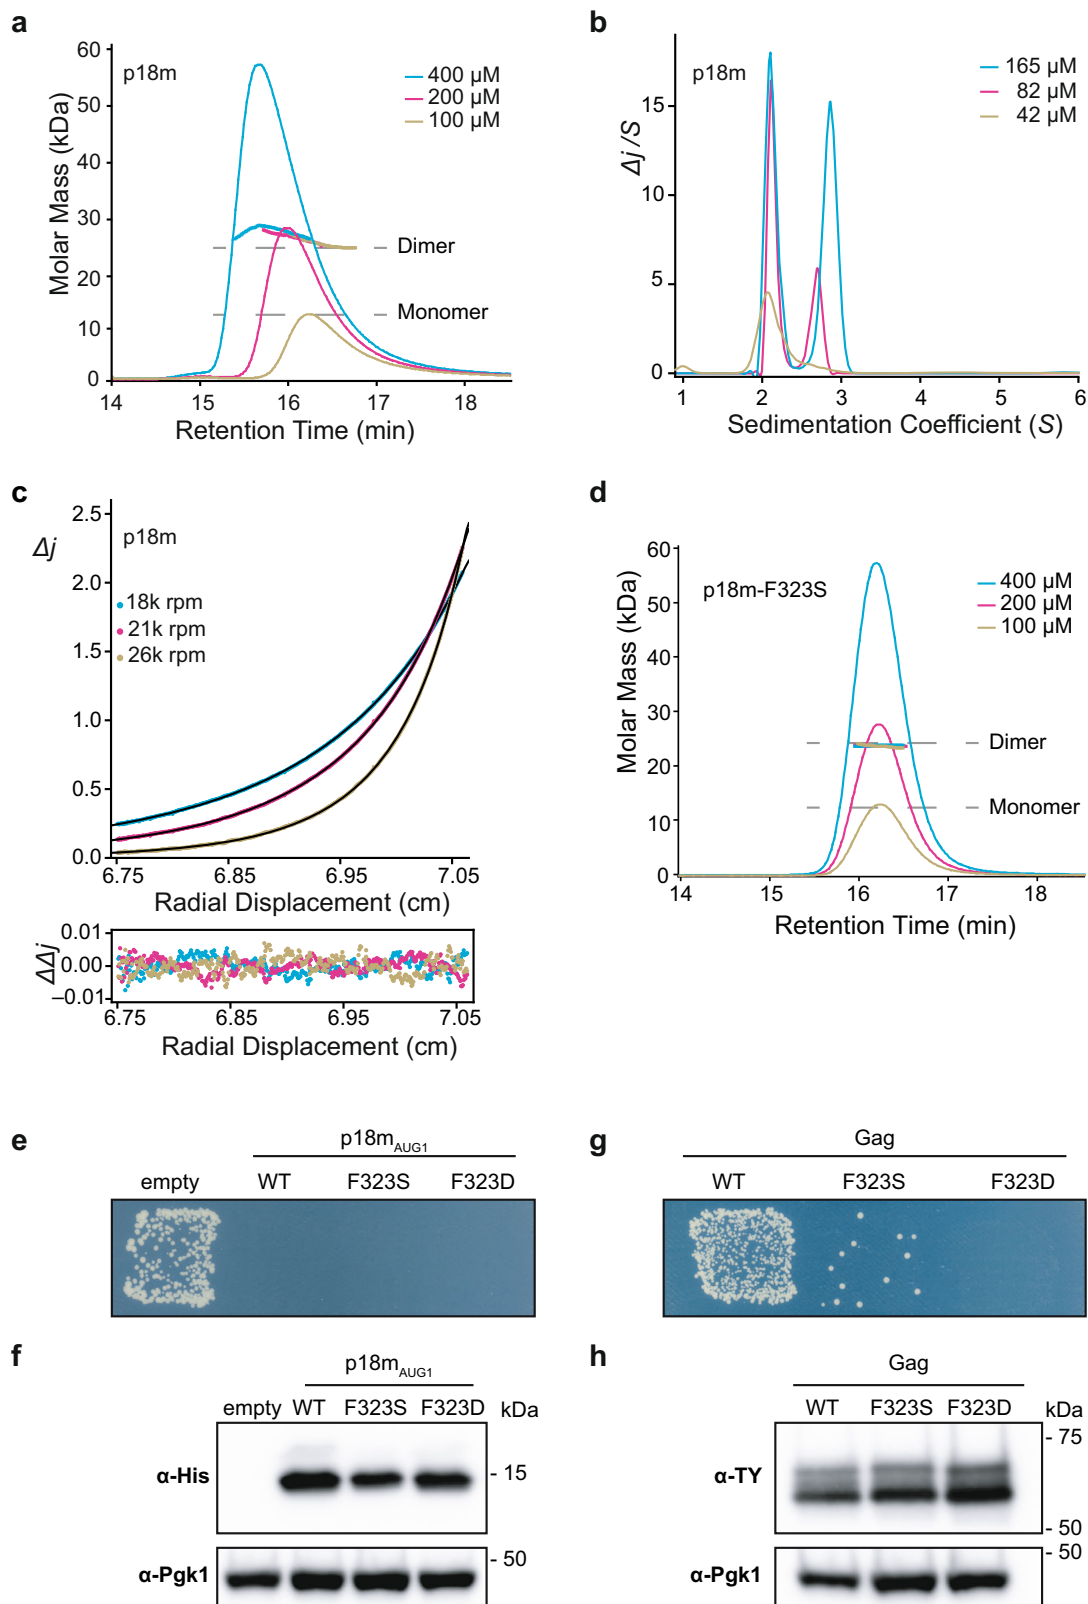 a
p18m
400 µM
200 µM
100 µM
Molar Mass (kDa)
60
50
40
30
20
10
0
Dimer
Monomer
14 15 16 17 18
Retention Time (min)
b
p18m
165 µM
82 µM
42 µM
Δj/S
15
10
5
0
1 2 3 4 5 6
Sedimentation Coefficient (S)
c
p18m
Δj
18k rpm
21k rpm
26k rpm
2.5
2.0
1.5
1.0
0.5
0.0
6.75 6.85 6.95 7.05
Radial Displacement (cm)
ΔΔj
0.01
0.00
–0.01
6.75 6.85 6.95 7.05
Radial Displacement (cm)
d
p18m-F323S
400 µM
200 µM
100 µM
Molar Mass (kDa)
60
50
40
30
20
10
0
Dimer
Monomer
14 15 16 17 18
Retention Time (min)
e
p18mAUG1
empty WT F323S F323D
g
Gag
WT F323S F323D
f
p18mAUG1
empty WT F323S F323D kDa
α-His
- 15
α-Pgk1
- 50
h
Gag
WT F323S F323D kDa
- 75
α-TY
- 50
- 50
α-Pgk1